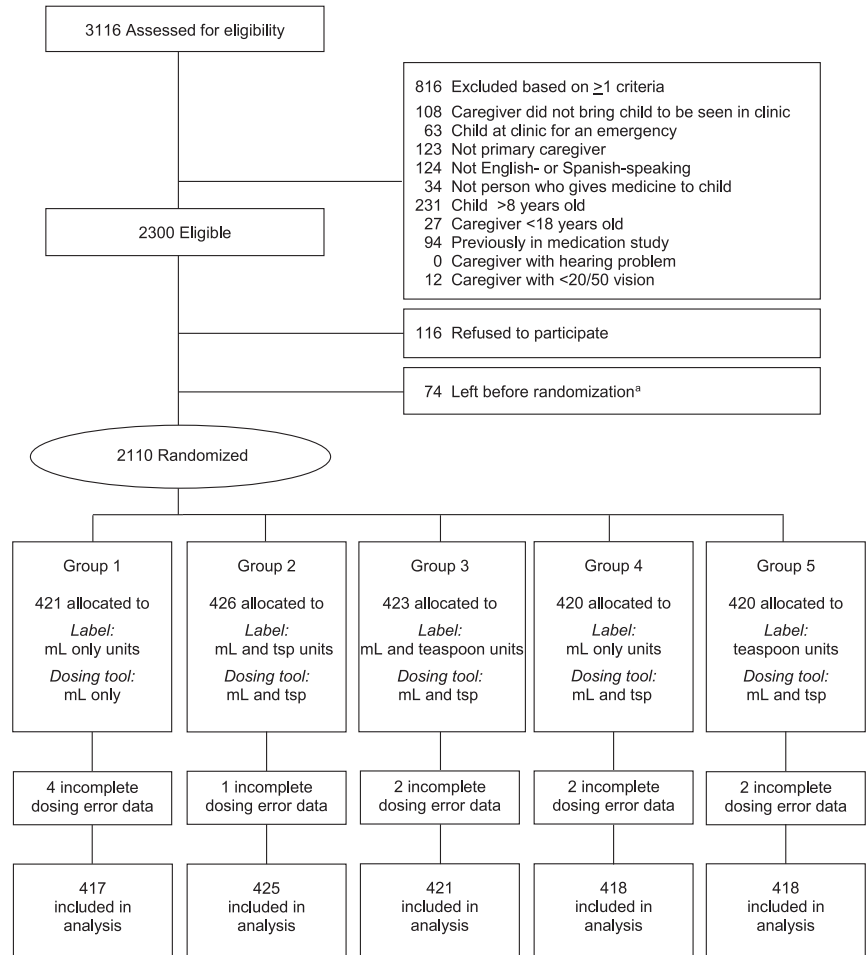 3116 Assessed for eligibility
816 Excluded based on ≥1 criteria
108 Caregiver did not bring child to be seen in clinic
63 Child at clinic for an emergency
123 Not primary caregiver
124 Not English- or Spanish-speaking
34 Not person who gives medicine to child
231 Child >8 years old
27 Caregiver <18 years old
94 Previously in medication study
0 Caregiver with hearing problem
12 Caregiver with <20/50 vision
2300 Eligible
116 Refused to participate
74 Left before randomizationa
2110 Randomized
Group 1
421 allocated to
Label:
mL only units
Dosing tool:
mL only
Group 2
426 allocated to
Label:
mL and tsp units
Dosing tool:
mL and tsp
Group 3
423 allocated to
Label:
mL and teaspoon units
Dosing tool:
mL and tsp
Group 4
420 allocated to
Label:
mL only units
Dosing tool:
mL and tsp
Group 5
420 allocated to
Label:
teaspoon units
Dosing tool:
mL and tsp
4 incomplete
dosing error data
1 incomplete
dosing error data
2 incomplete
dosing error data
2 incomplete
dosing error data
2 incomplete
dosing error data
417
included in
analysis
425
included in
analysis
421
included in
analysis
418
included in
analysis
418
included in
analysis